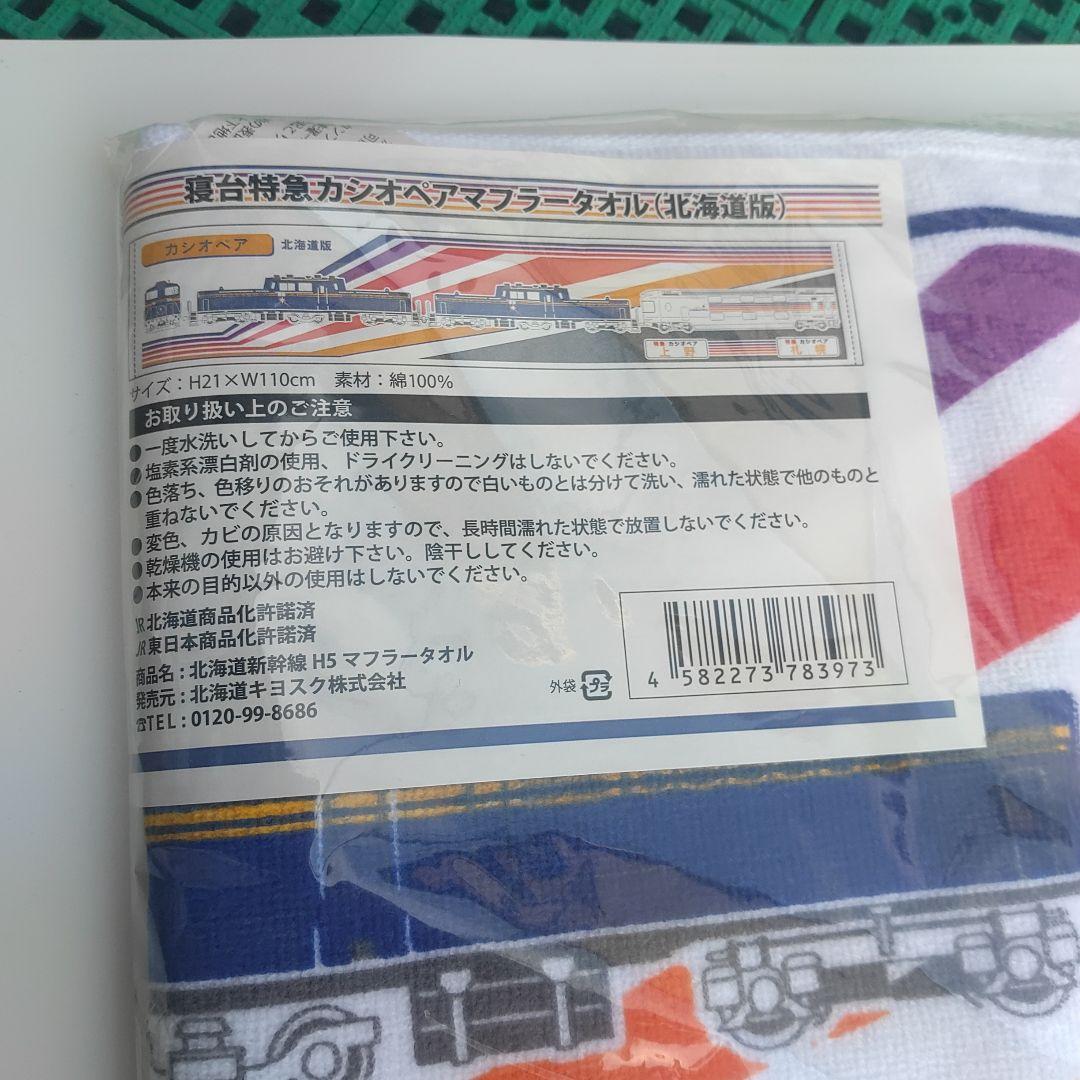 寝台特急カシオペアマフラータオル(北海道版)
カシオペア 北海道版
特急 カシオペア
上野
特急 カシオペア
札幌
サイズ：H21×W110cm 素材：綿100%
お取り扱い上のご注意
●一度水洗いしてからご使用下さい。
●塩素系漂白剤の使用、ドライクリーニングはしないでください。
●色落ち、色移りのおそれがありますので白いものとは分けて洗い、濡れた状態で他のものと
重ねないでください。
●変色、カビの原因となりますので、長時間濡れた状態で放置しないでください。
●乾燥機の使用はお避け下さい。陰干ししてください。
●本来の目的以外の使用はしないでください。
JR北海道商品化許諾済
JR東日本商品化許諾済
商品名：北海道新幹線 H5 マフラータオル
発売元：北海道キヨスク株式会社
☎TEL：0120-99-8686
外袋 プラ
4 582273 783973